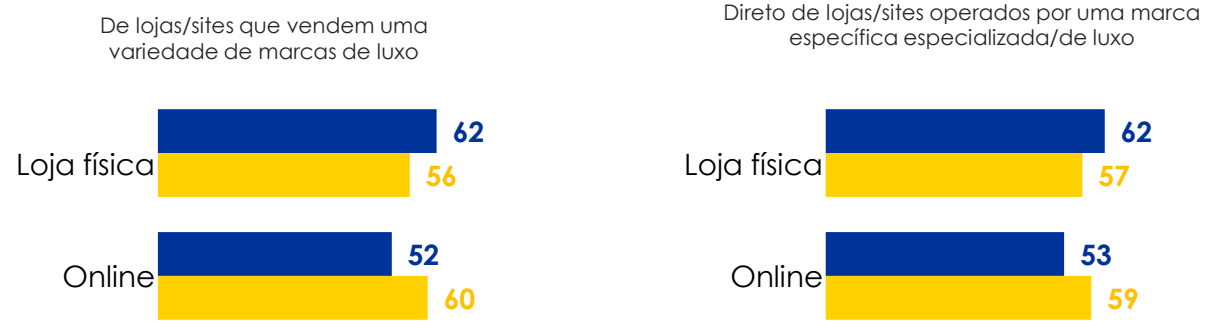 De lojas/sites que vendem uma
variedade de marcas de luxo
Loja física
62
56
Online
52
60
Direto de lojas/sites operados por uma marca
específica especializada/de luxo
Loja física
62
57
Online
53
59